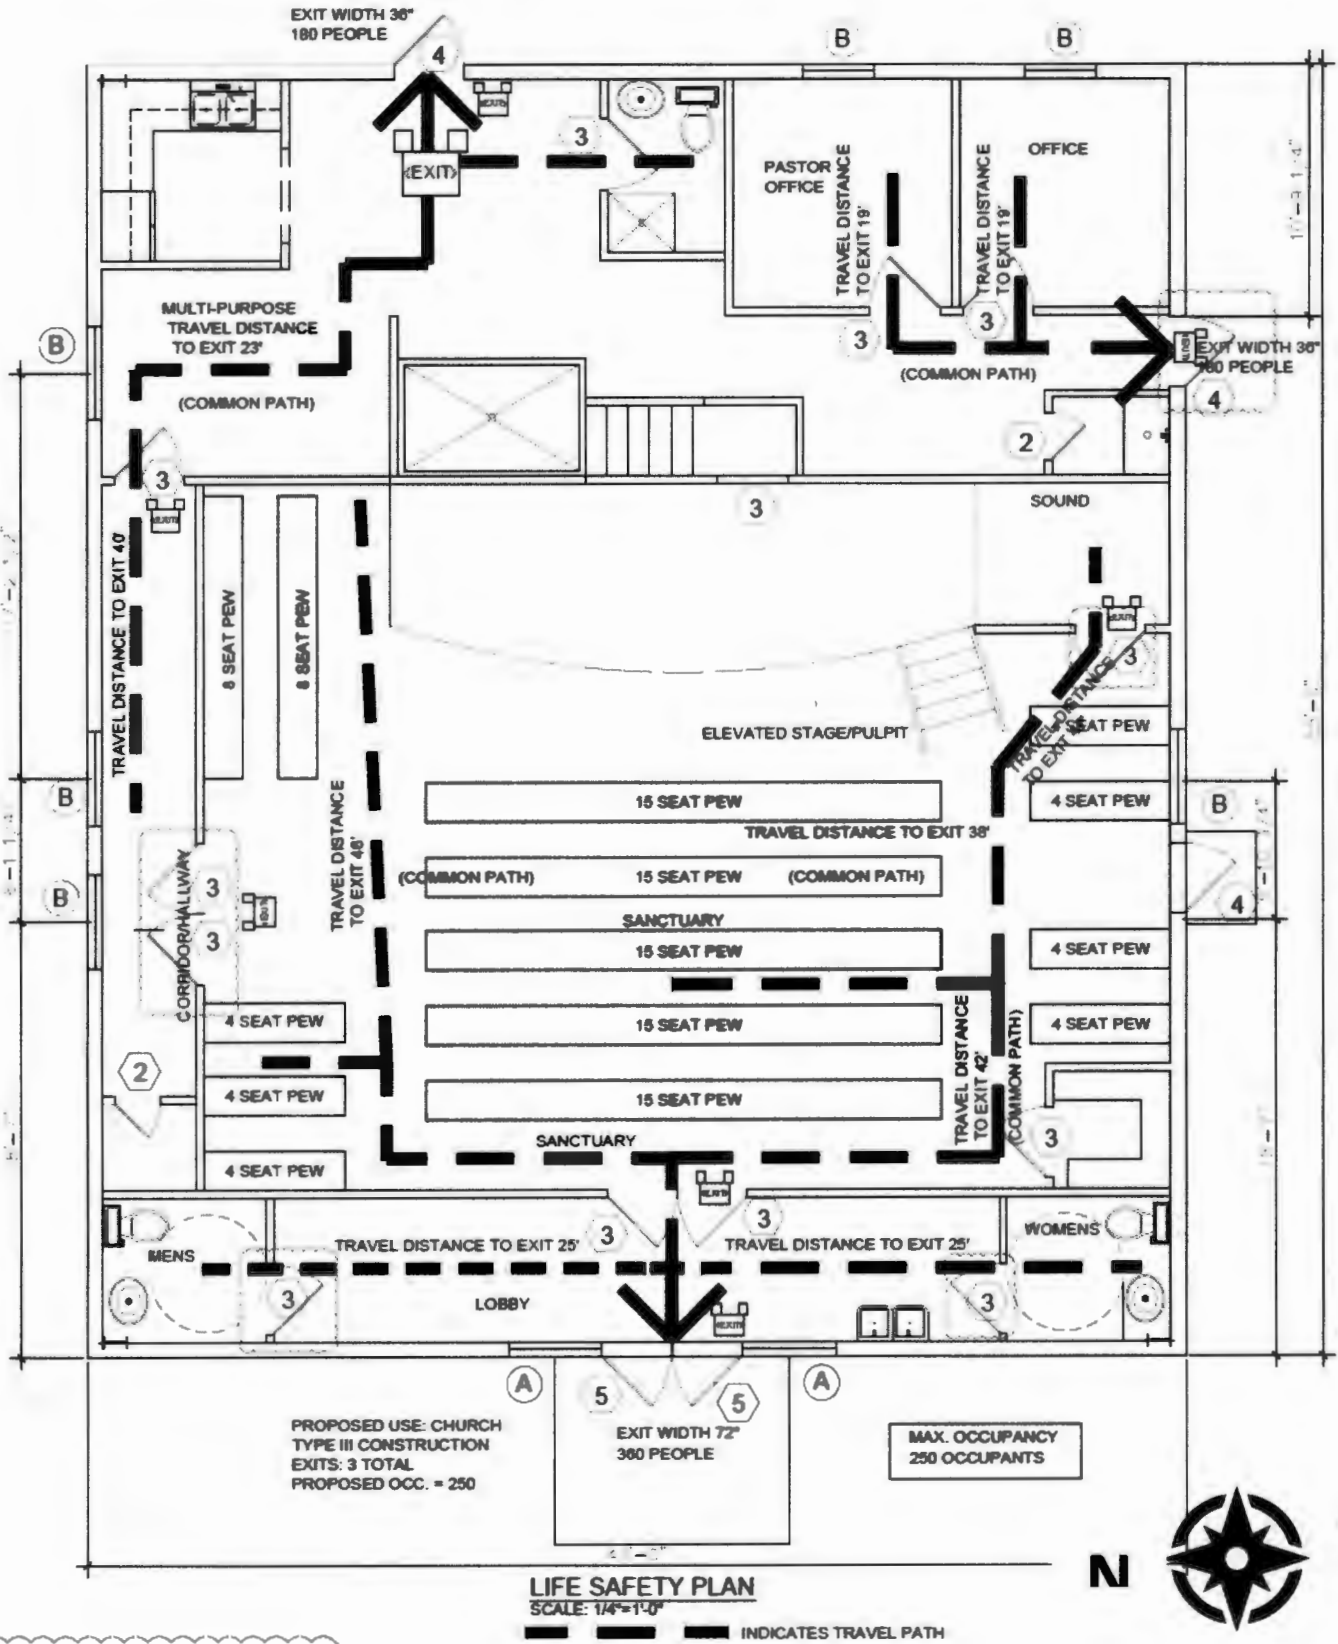 EXIT WIDTH 36"
180 PEOPLE
4
B
B
EXIT
3
PASTOR
OFFICE
TRAVEL DISTANCE
TO EXIT 19'
TRAVEL DISTANCE
TO EXIT 19'
OFFICE
MULTI-PURPOSE
TRAVEL DISTANCE
TO EXIT 23'
(COMMON PATH)
B
3
3
(COMMON PATH)
EXIT WIDTH 36"
180 PEOPLE
4
2
3
3
SOUND
TRAVEL DISTANCE TO EXIT 40'
8 SEAT PEW
8 SEAT PEW
3
TRAVEL DISTANCE
TO EXIT
SEAT PEW
ELEVATED STAGE/PULPIT
15 SEAT PEW
4 SEAT PEW
B
B
TRAVEL DISTANCE TO EXIT 38'
TRAVEL DISTANCE
TO EXIT 46'
(COMMON PATH)
15 SEAT PEW
(COMMON PATH)
B
CORRIDOR/HALLWAY
3
3
4
SANCTUARY
15 SEAT PEW
4 SEAT PEW
4 SEAT PEW
15 SEAT PEW
4 SEAT PEW
TRAVEL DISTANCE
TO EXIT 42'
(COMMON PATH)
2
4 SEAT PEW
15 SEAT PEW
3
SANCTUARY
4 SEAT PEW
MENS
TRAVEL DISTANCE TO EXIT 25'
3
3
TRAVEL DISTANCE TO EXIT 25'
WOMENS
3
LOBBY
3
A
5
5
A
PROPOSED USE: CHURCH
TYPE III CONSTRUCTION
EXITS: 3 TOTAL
PROPOSED OCC. = 250
EXIT WIDTH 72"
360 PEOPLE
MAX. OCCUPANCY
250 OCCUPANTS
N
LIFE SAFETY PLAN
SCALE: 1/4"=1'-0"
INDICATES TRAVEL PATH